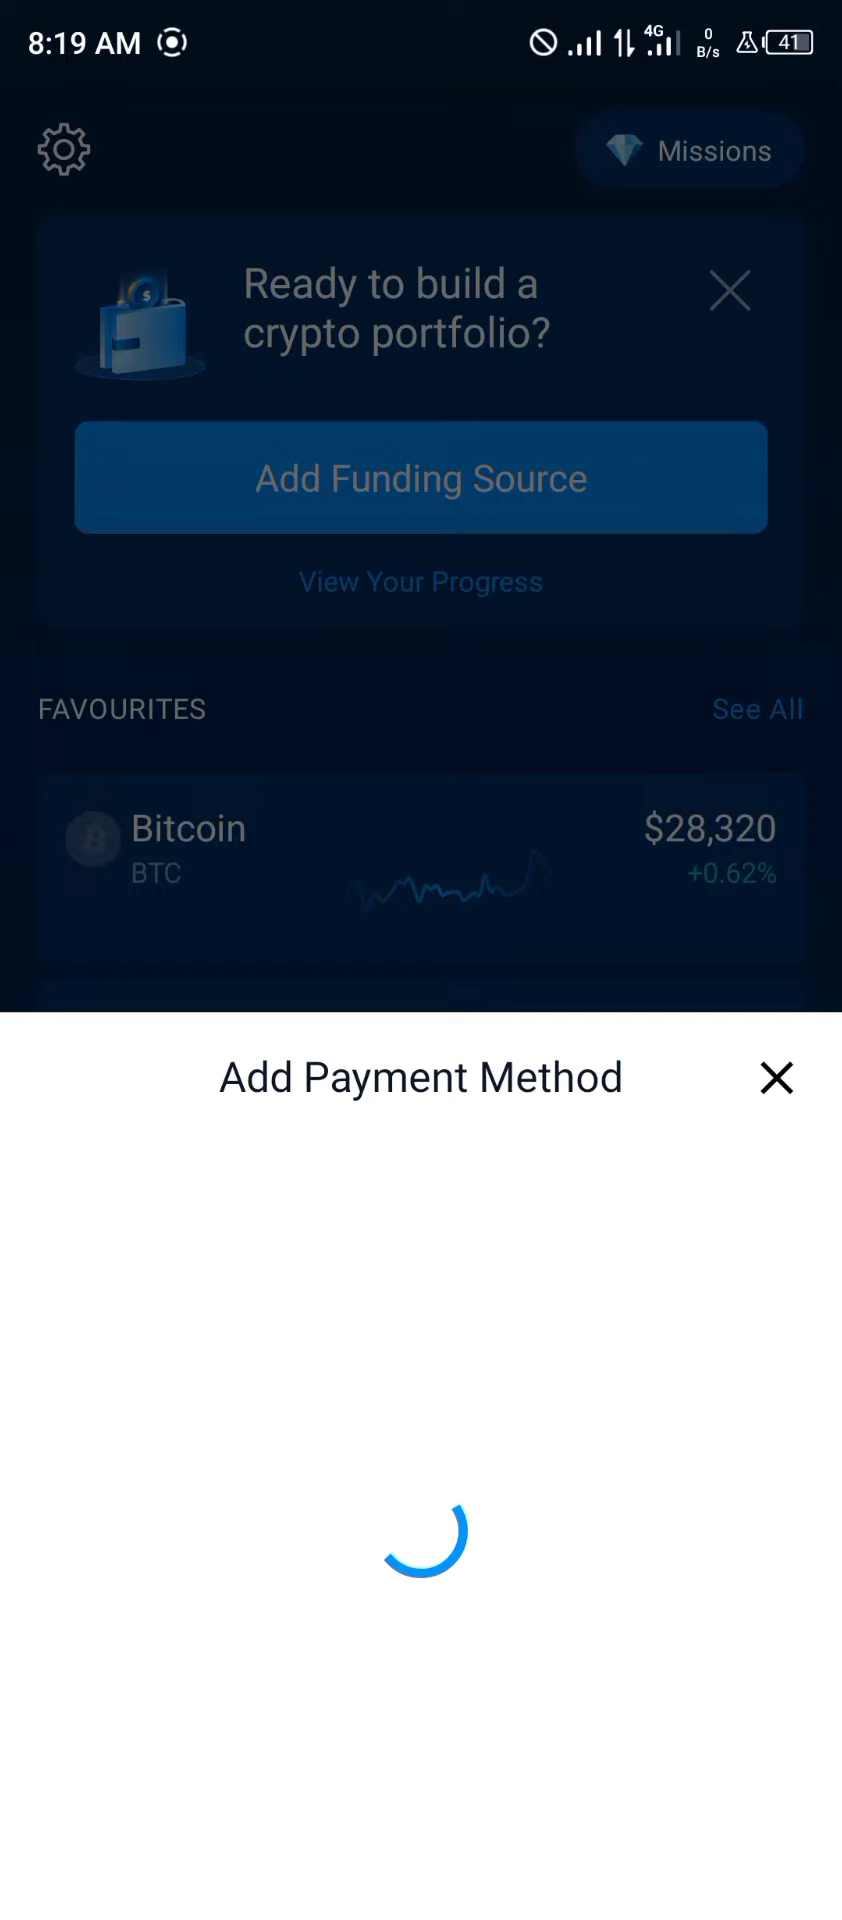 8:19 AM
4G
0
B/s
41
Missions
Ready to build a
crypto portfolio?
Add Funding Source
View Your Progress
FAVOURITES
See All
Bitcoin
$28,320
BTC
+0.62%
Add Payment Method